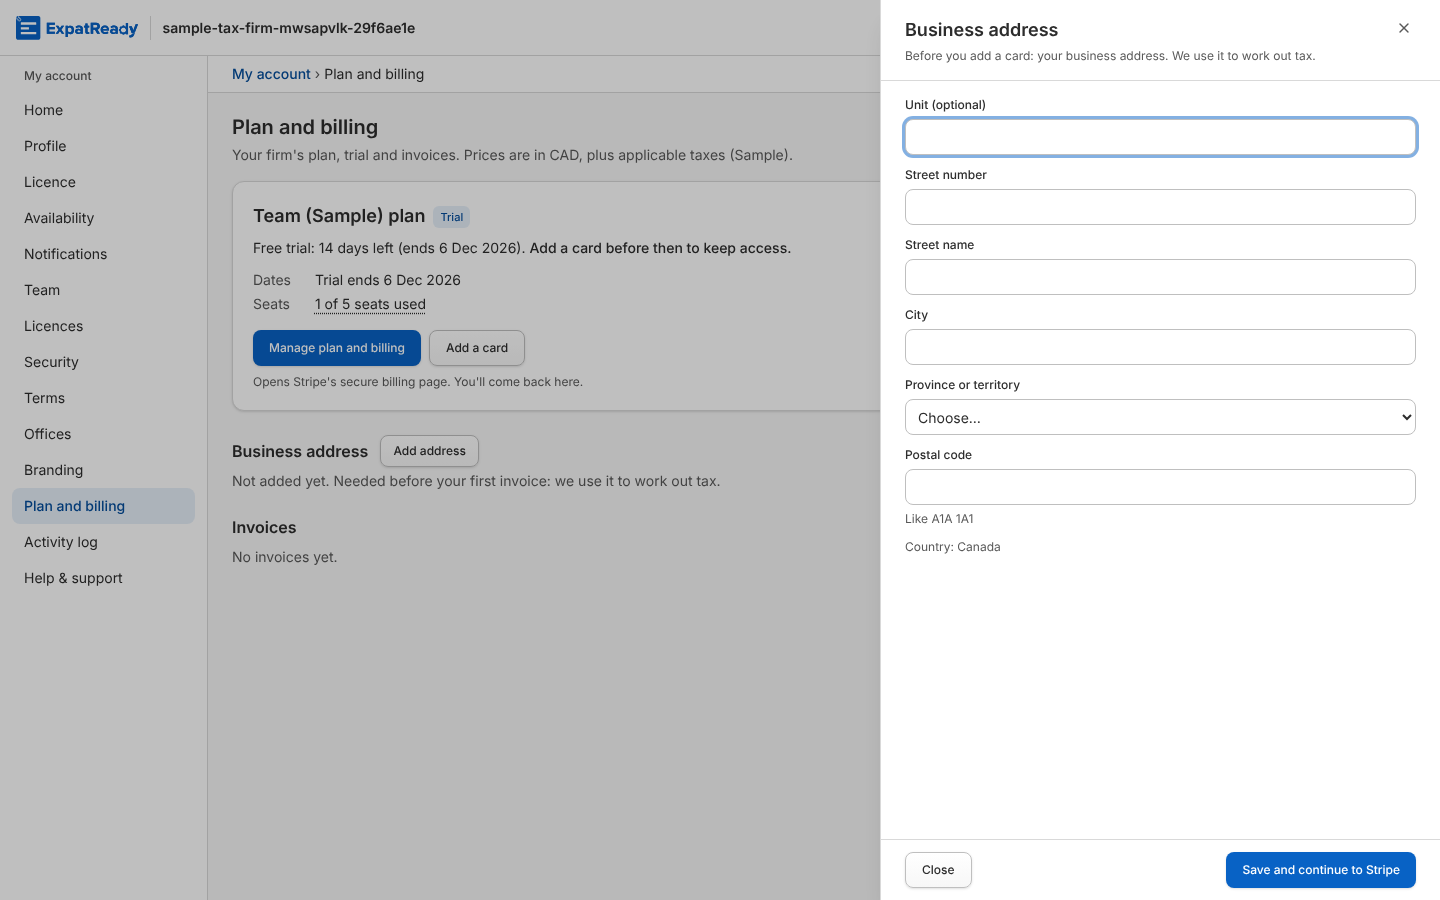 ExpatReady
sample-tax-firm-mwsapvlk-29f6ae1e
My account
Home
Profile
Licence
Availability
Notifications
Team
Licences
Security
Terms
Offices
Branding
Plan and billing
Activity log
Help & support
My account › Plan and billing
Plan and billing
Your firm's plan, trial and invoices. Prices are in CAD, plus applicable taxes (Sample).
Team (Sample) plan Trial
Free trial: 14 days left (ends 6 Dec 2026). Add a card before then to keep access.
Dates Trial ends 6 Dec 2026
Seats 1 of 5 seats used
Manage plan and billing Add a card
Opens Stripe's secure billing page. You'll come back here.
Business address Add address
Not added yet. Needed before your first invoice: we use it to work out tax.
Invoices
No invoices yet.
Business address
Before you add a card: your business address. We use it to work out tax.
Unit (optional)
Street number
Street name
City
Province or territory
Choose...
Postal code
Like A1A 1A1
Country: Canada
Close Save and continue to Stripe